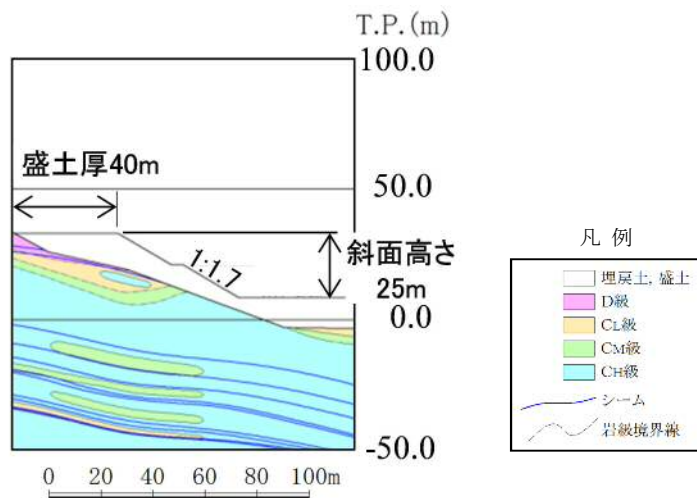 T.P.(m)
100.0
盛土厚40m
50.0
1:1.7
斜面高さ
25m
0.0
-50.0
0 20 40 60 80 100m
凡 例
埋戻土, 盛土
D級
CL級
CM級
CH級
シーム
岩級境界線